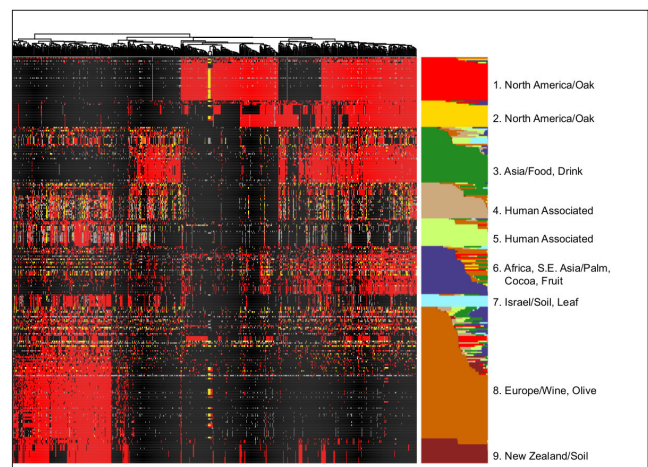 1. North America/Oak
2. North America/Oak
3. Asia/Food, Drink
4. Human Associated
5. Human Associated
6. Africa, S.E. Asia/Palm,
Cocoa, Fruit
7. Israel/Soil, Leaf
8. Europe/Wine, Olive
9. New Zealand/Soil